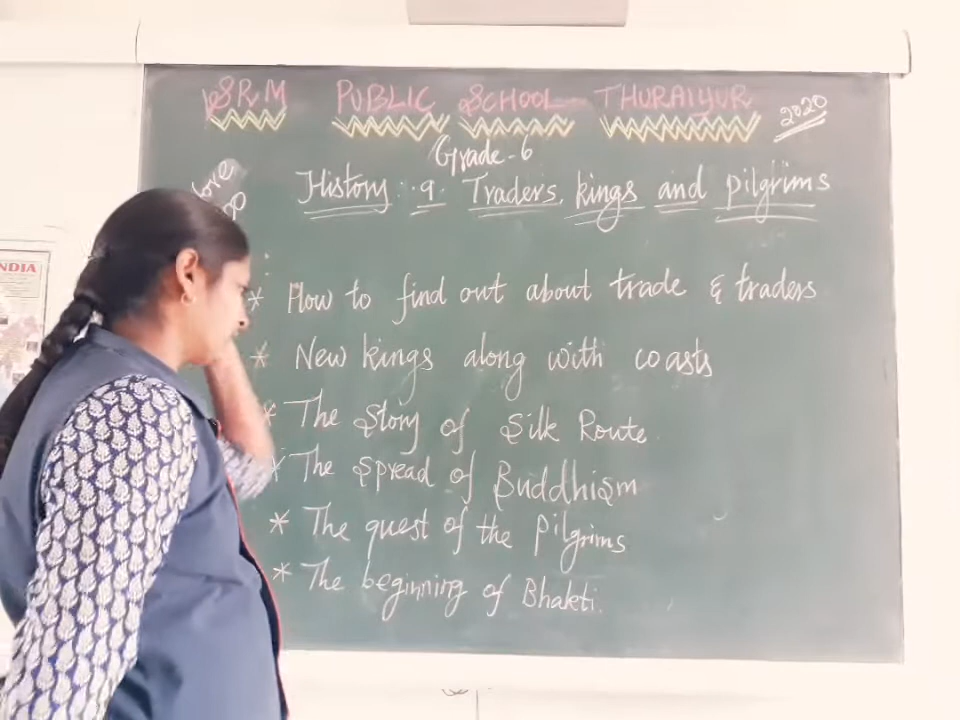 SRM PUBLIC SCHOOL THURAIYUR
2020
Grade-6
History : 9. Traders, kings and pilgrims
* How to find out about trade & traders
* New kings along with coasts
* The Story of Silk Route.
* The Spread of Buddhism
* The quest of the Pilgrims
* The beginning of Bhakti.